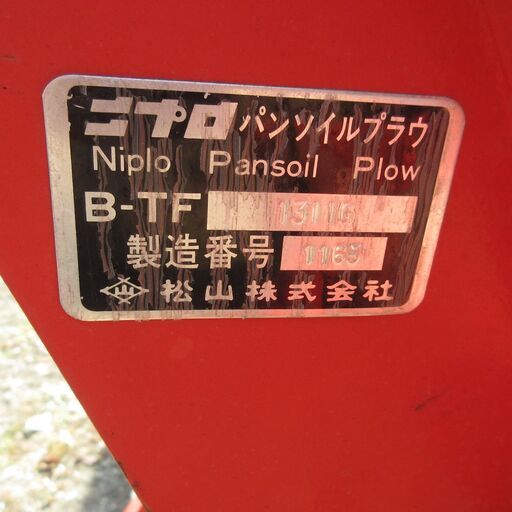 ニプロ パンソイルプラウ
Niplo Pansoil Plow
B-TF 13116
製造番号 1165
松山株式会社